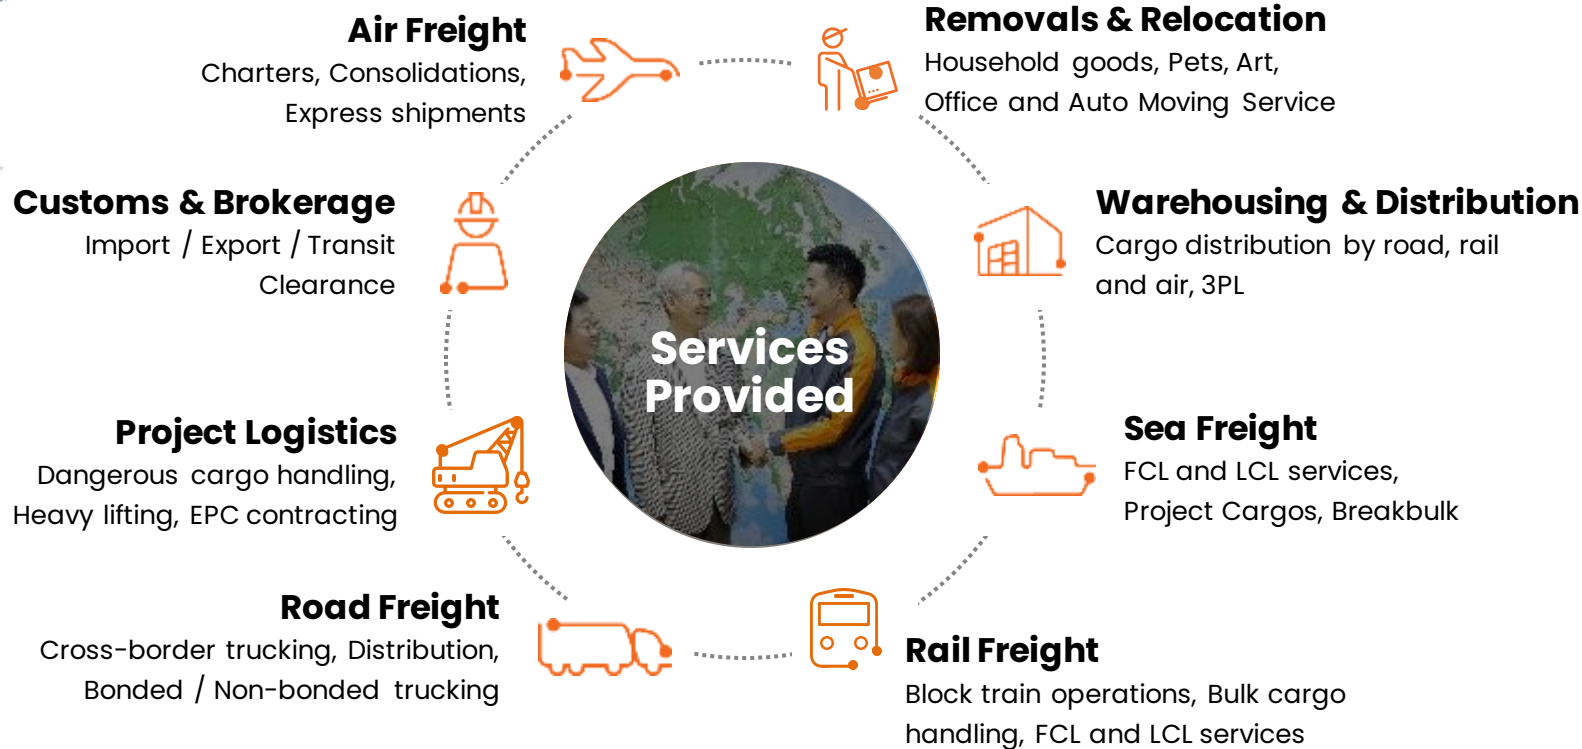 Air Freight
Charters, Consolidations,
Express shipments
Removals & Relocation
Household goods, Pets, Art,
Office and Auto Moving Service
Customs & Brokerage
Import / Export / Transit
Clearance
Warehousing & Distribution
Cargo distribution by road, rail
and air, 3PL
Services
Provided
Project Logistics
Dangerous cargo handling,
Heavy lifting, EPC contracting
Sea Freight
FCL and LCL services,
Project Cargos, Breakbulk
Road Freight
Cross-border trucking, Distribution,
Bonded / Non-bonded trucking
Rail Freight
Block train operations, Bulk cargo
handling, FCL and LCL services